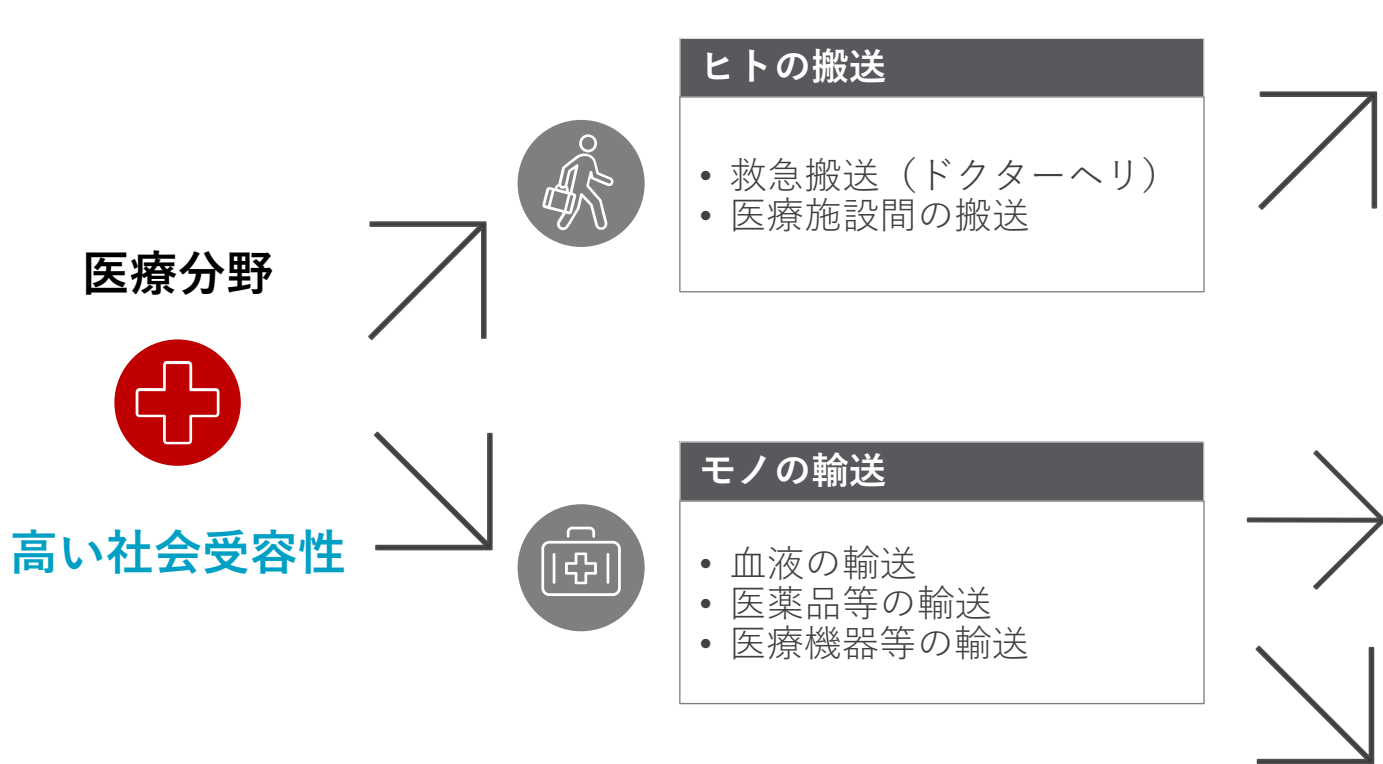 医療分野
高い社会受容性
ヒトの搬送
• 救急搬送（ドクターヘリ）
• 医療施設間の搬送
モノの輸送
• 血液の輸送
• 医薬品等の輸送
• 医療機器等の輸送